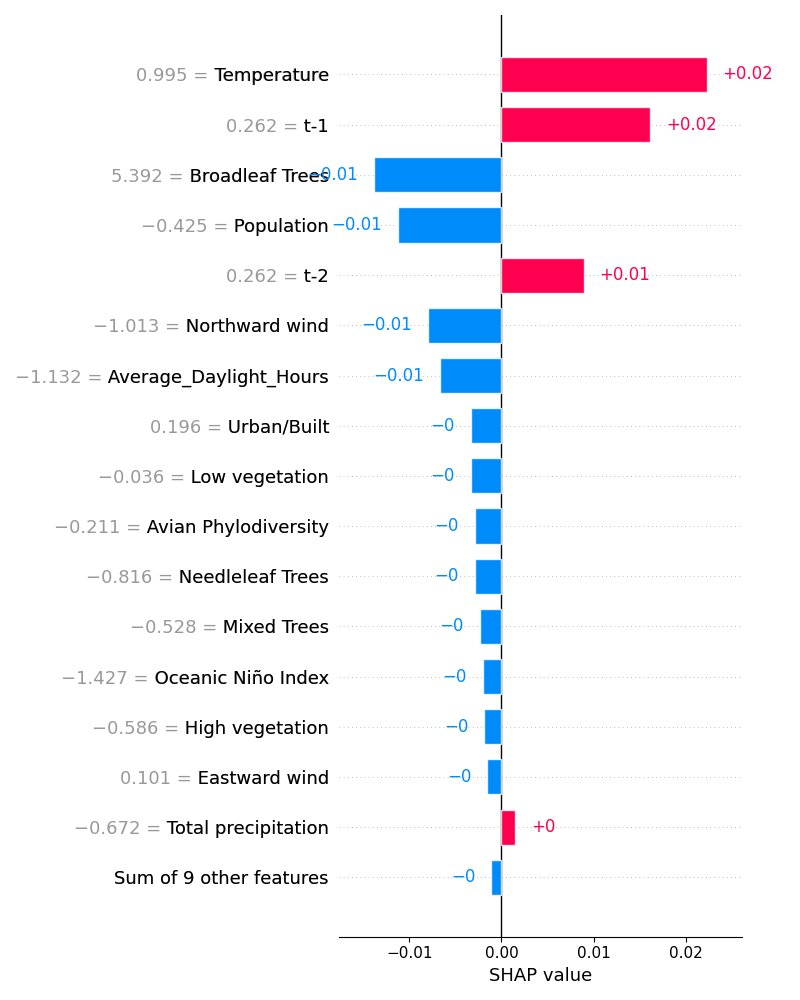 0.995 = Temperature +0.02
0.262 = t-1 +0.02
5.392 = Broadleaf Trees −0.01
−0.425 = Population −0.01
0.262 = t-2 +0.01
−1.013 = Northward wind −0.01
−1.132 = Average_Daylight_Hours −0.01
0.196 = Urban/Built −0
−0.036 = Low vegetation −0
−0.211 = Avian Phylodiversity −0
−0.816 = Needleleaf Trees −0
−0.528 = Mixed Trees −0
−1.427 = Oceanic Niño Index −0
−0.586 = High vegetation −0
0.101 = Eastward wind −0
−0.672 = Total precipitation +0
Sum of 9 other features −0
−0.01 0.00 0.01 0.02
SHAP value